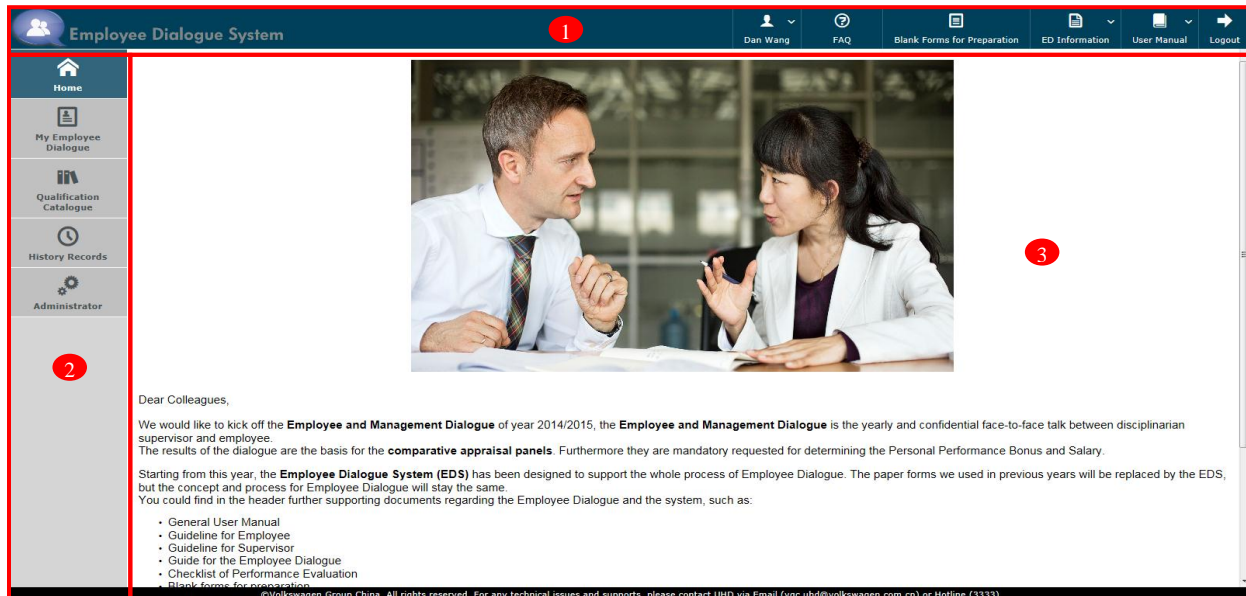 Employee Dialogue System
1
Dan Wang
FAQ
Blank Forms for Preparation
ED Information
User Manual
Logout
Home
My Employee
Dialogue
Qualification
Catalogue
History Records
Administrator
2
3
Dear Colleagues,
We would like to kick off the Employee and Management Dialogue of year 2014/2015, the Employee and Management Dialogue is the yearly and confidential face-to-face talk between disciplinarian
supervisor and employee.
The results of the dialogue are the basis for the comparative appraisal panels. Furthermore they are mandatory requested for determining the Personal Performance Bonus and Salary.
Starting from this year, the Employee Dialogue System (EDS) has been designed to support the whole process of Employee Dialogue. The paper forms we used in previous years will be replaced by the EDS,
but the concept and process for Employee Dialogue will stay the same.
You could find in the header further supporting documents regarding the Employee Dialogue and the system, such as:
• General User Manual
• Guideline for Employee
• Guideline for Supervisor
• Guide for the Employee Dialogue
• Checklist of Performance Evaluation
• Blank forms for preparation
©Volkswagen Group China. All rights reserved. For any technical issues and supports, please contact UHD via Email (vgc.uhd@volkswagen.com.cn) or Hotline (3333)